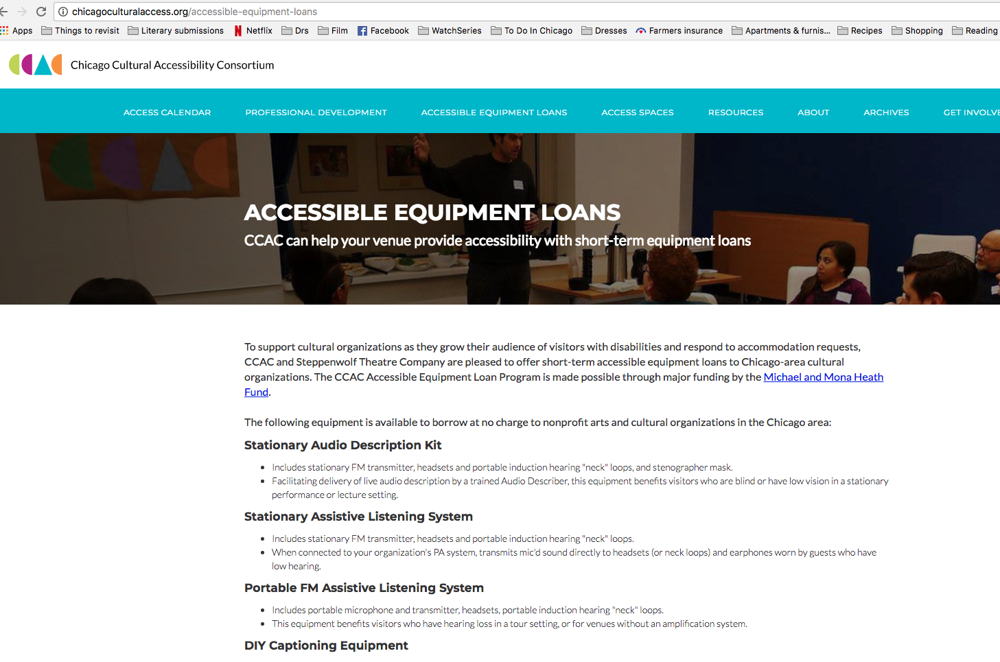 chicagoculturalaccess.org/accessible-equipment-loans
Apps Things to revisit Literary submissions Netflix Drs Film Facebook WatchSeries To Do In Chicago Dresses Farmers insurance Apartments & furnis... Recipes Shopping Reading
CCAC Chicago Cultural Accessibility Consortium
ACCESS CALENDAR PROFESSIONAL DEVELOPMENT ACCESSIBLE EQUIPMENT LOANS ACCESS SPACES RESOURCES ABOUT ARCHIVES GET INVOLVE
ACCESSIBLE EQUIPMENT LOANS
CCAC can help your venue provide accessibility with short-term equipment loans
To support cultural organizations as they grow their audience of visitors with disabilities and respond to accommodation requests,
CCAC and Steppenwolf Theatre Company are pleased to offer short-term accessible equipment loans to Chicago-area cultural
organizations. The CCAC Accessible Equipment Loan Program is made possible through major funding by the Michael and Mona Heath
Fund.
The following equipment is available to borrow at no charge to nonprofit arts and cultural organizations in the Chicago area:
Stationary Audio Description Kit
• Includes stationary FM transmitter, headsets and portable induction hearing "neck" loops, and stenographer mask.
• Facilitating delivery of live audio description by a trained Audio Describer, this equipment benefits visitors who are blind or have low vision in a stationary
performance or lecture setting.
Stationary Assistive Listening System
• Includes stationary FM transmitter, headsets and portable induction hearing "neck" loops.
• When connected to your organization's PA system, transmits mic'd sound directly to headsets (or neck loops) and earphones worn by guests who have
low hearing.
Portable FM Assistive Listening System
• Includes portable microphone and transmitter, headsets, portable induction hearing "neck" loops.
• This equipment benefits visitors who have hearing loss in a tour setting, or for venues without an amplification system.
DIY Captioning Equipment